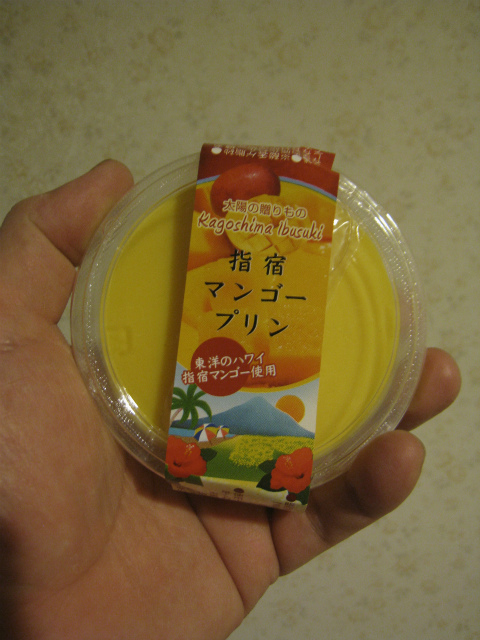 太陽の贈りもの
Kagoshima Ibusuki
指宿
マンゴー
プリン
東洋のハワイ
指宿マンゴー使用